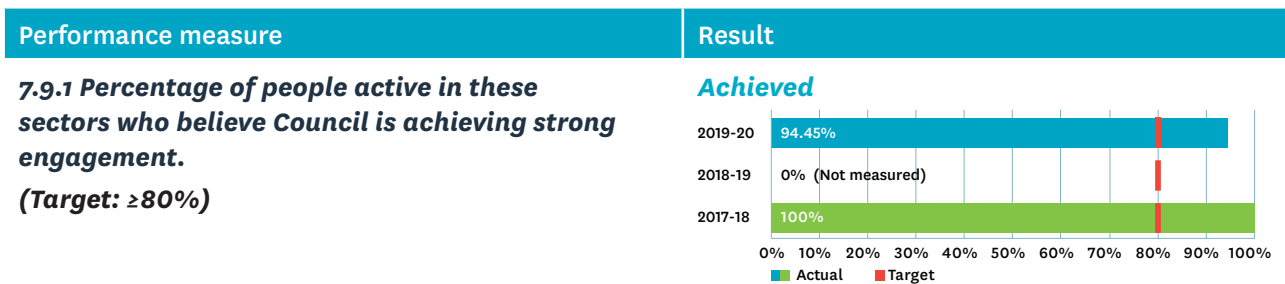 Performance measure
Result
7.9.1 Percentage of people active in these
sectors who believe Council is achieving strong
engagement.
(Target: ≥80%)
Achieved
2019-20 94.45%
2018-19 0% (Not measured)
2017-18 100%
0% 10% 20% 30% 40% 50% 60% 70% 80% 90% 100%
Actual Target